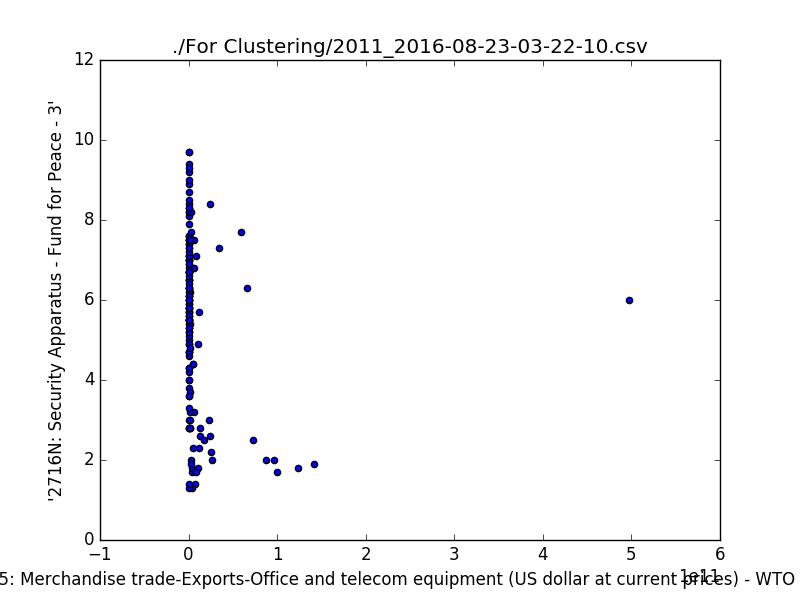 ./For Clustering/2011_2016-08-23-03-22-10.csv
12
10
8
6
4
2
0
'2716N: Security Apparatus - Fund for Peace - 3'
−1 0 1 2 3 4 5 6
1e11
5: Merchandise trade-Exports-Office and telecom equipment (US dollar at current prices) - WTO